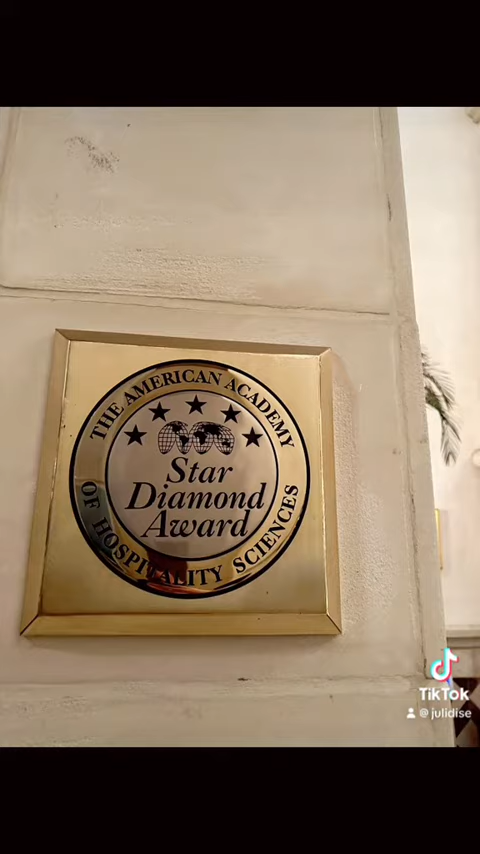 THE AMERICAN ACADEMY
Star
Diamond
Award
OF HOSPITALITY SCIENCES
TikTok
@julidise